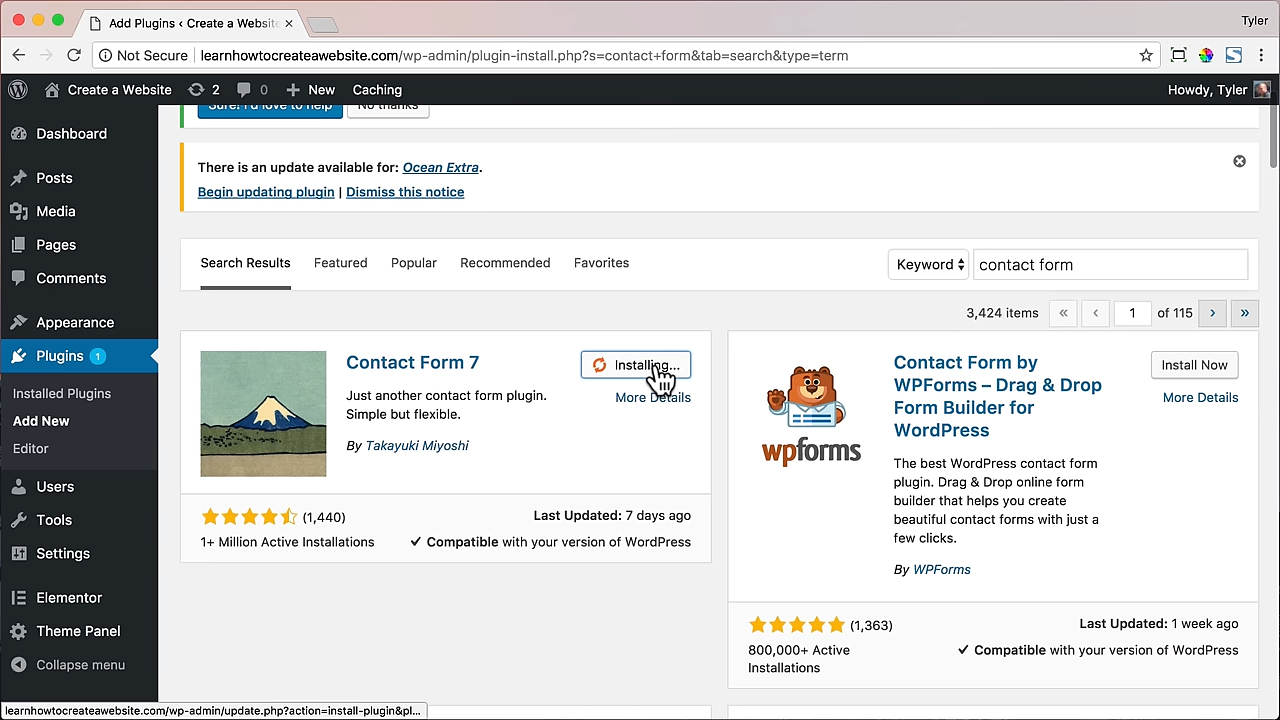 Add Plugins ‹ Create a Website
Tyler
Not Secure
learnhowtocreateawebsite.com/wp-admin/plugin-install.php?s=contact+form&tab=search&type=term
Create a Website
2
0
New
Caching
Howdy, Tyler
Dashboard
Posts
Media
Pages
Comments
Appearance
Plugins 1
Installed Plugins
Add New
Editor
Users
Tools
Settings
Elementor
Theme Panel
Collapse menu
Sure! I'd love to help
No thanks
There is an update available for: Ocean Extra.
Begin updating plugin | Dismiss this notice
Search Results
Featured
Popular
Recommended
Favorites
Keyword
contact form
3,424 items
«
‹
1
of 115
›
»
Contact Form 7
Installing...
More Details
Just another contact form plugin.
Simple but flexible.
By Takayuki Miyoshi
(1,440)
Last Updated: 7 days ago
1+ Million Active Installations
Compatible with your version of WordPress
wpforms
Contact Form by
WPForms – Drag & Drop
Form Builder for
WordPress
Install Now
More Details
The best WordPress contact form
plugin. Drag & Drop online form
builder that helps you create
beautiful contact forms with just a
few clicks.
By WPForms
(1,363)
Last Updated: 1 week ago
800,000+ Active
Installations
Compatible with your version of WordPress
learnhowtocreateawebsite.com/wp-admin/update.php?action=install-plugin&pl...